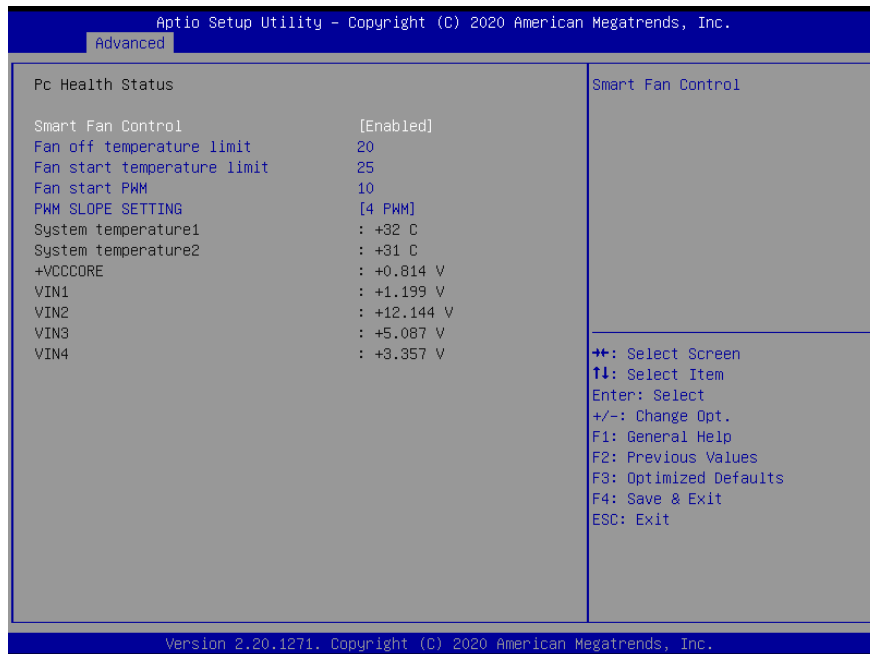 Aptio Setup Utility – Copyright (C) 2020 American Megatrends, Inc.
Advanced
Pc Health Status
Smart Fan Control [Enabled]
Fan off temperature limit 20
Fan start temperature limit 25
Fan start PWM 10
PWM SLOPE SETTING [4 PWM]
System temperature1 : +32 C
System temperature2 : +31 C
+VCCCORE : +0.814 V
VIN1 : +1.199 V
VIN2 : +12.144 V
VIN3 : +5.087 V
VIN4 : +3.357 V
Smart Fan Control
→←: Select Screen
↑↓: Select Item
Enter: Select
+/-: Change Opt.
F1: General Help
F2: Previous Values
F3: Optimized Defaults
F4: Save & Exit
ESC: Exit
Version 2.20.1271. Copyright (C) 2020 American Megatrends, Inc.